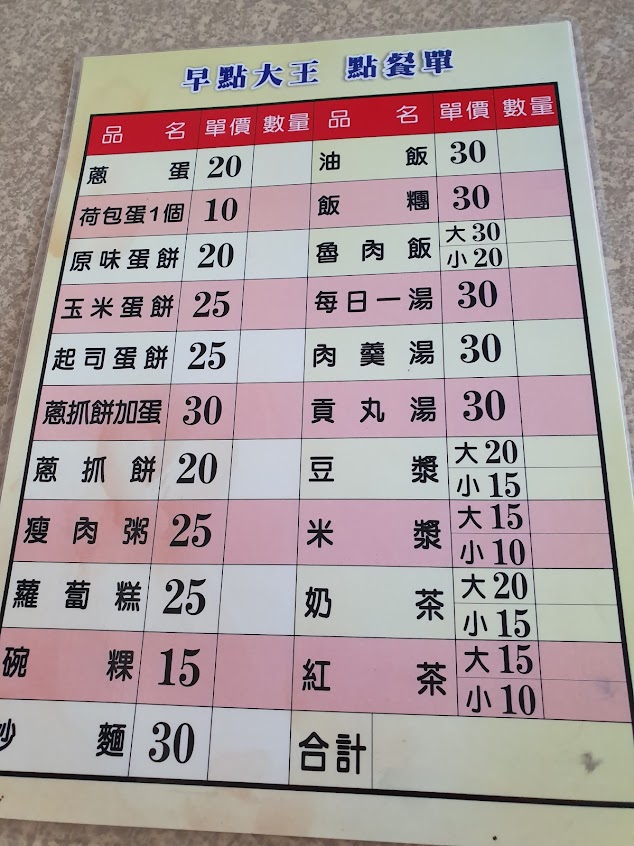 早點大王 點餐單
品名 單價 數量 品名 單價 數量
蔥蛋 20 油飯 30
荷包蛋1個 10 飯糰 30
原味蛋餅 20 魯肉飯 大30 小20
玉米蛋餅 25 每日一湯 30
起司蛋餅 25 肉羹湯 30
蔥抓餅加蛋 30 貢丸湯 30
蔥抓餅 20 豆漿 大20 小15
瘦肉粥 25 米漿 大15 小10
蘿蔔糕 25 奶茶 大20 小15
碗粿 15 紅茶 大15 小10
炒麵 30 合計